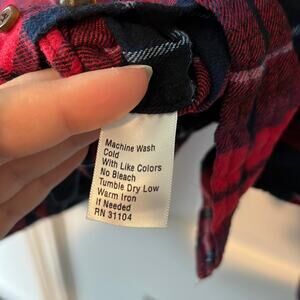 Machine Wash
Cold
With Like Colors
No Bleach
Tumble Dry Low
Warm Iron
If Needed
RN 31104